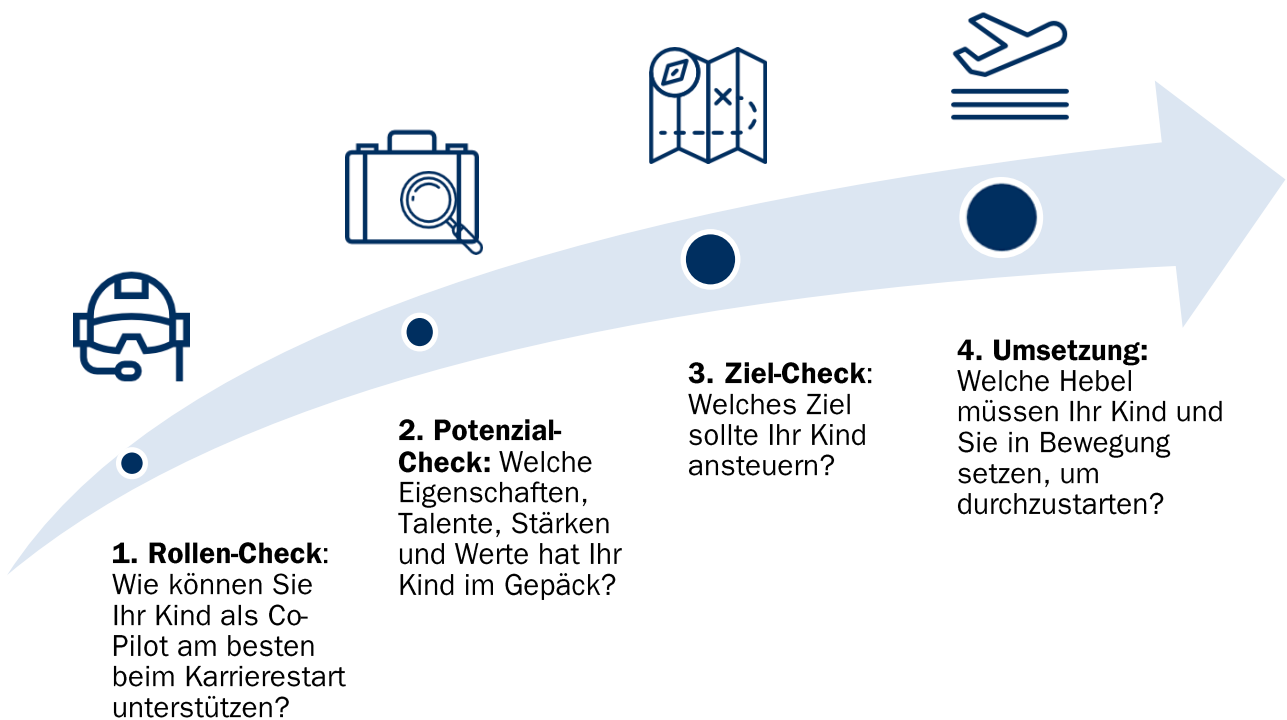 1. Rollen-Check:
Wie können Sie
Ihr Kind als Co-
Pilot am besten
beim Karrierestart
unterstützen?
2. Potenzial-
Check: Welche
Eigenschaften,
Talente, Stärken
und Werte hat Ihr
Kind im Gepäck?
3. Ziel-Check:
Welches Ziel
sollte Ihr Kind
ansteuern?
4. Umsetzung:
Welche Hebel
müssen Ihr Kind und
Sie in Bewegung
setzen, um
durchzustarten?